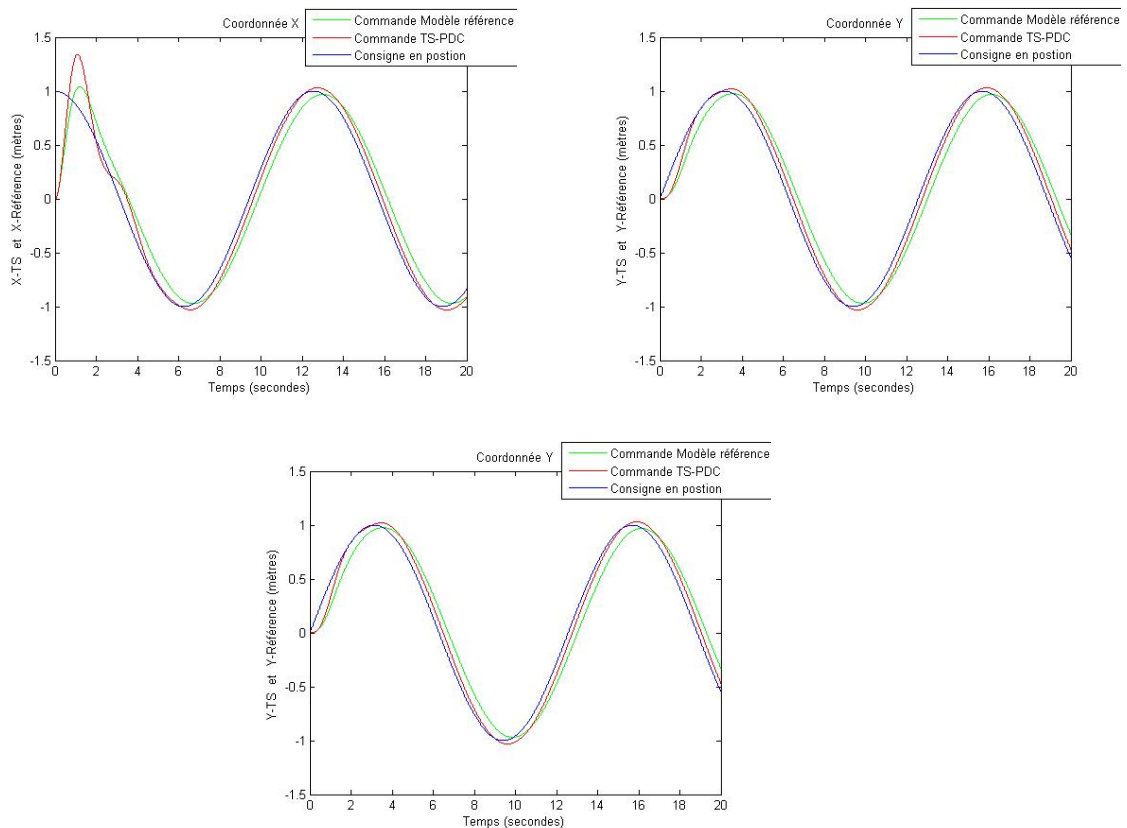 Coordonnée X
Commande Modèle référence
Commande TS-PDC
Consigne en postion
X-TS et X-Référence (mètres)
1.5
1
0.5
0
-0.5
-1
-1.5
0 2 4 6 8 10 12 14 16 18 20
Temps (secondes)
Coordonnée Y
Commande Modèle référence
Commande TS-PDC
Consigne en postion
Y-TS et Y-Référence (mètres)
1.5
1
0.5
0
-0.5
-1
-1.5
0 2 4 6 8 10 12 14 16 18 20
Temps (secondes)
Coordonnée Y
Commande Modèle référence
Commande TS-PDC
Consigne en postion
Y-TS et Y-Référence (mètres)
1.5
1
0.5
0
-0.5
-1
-1.5
0 2 4 6 8 10 12 14 16 18 20
Temps (secondes)